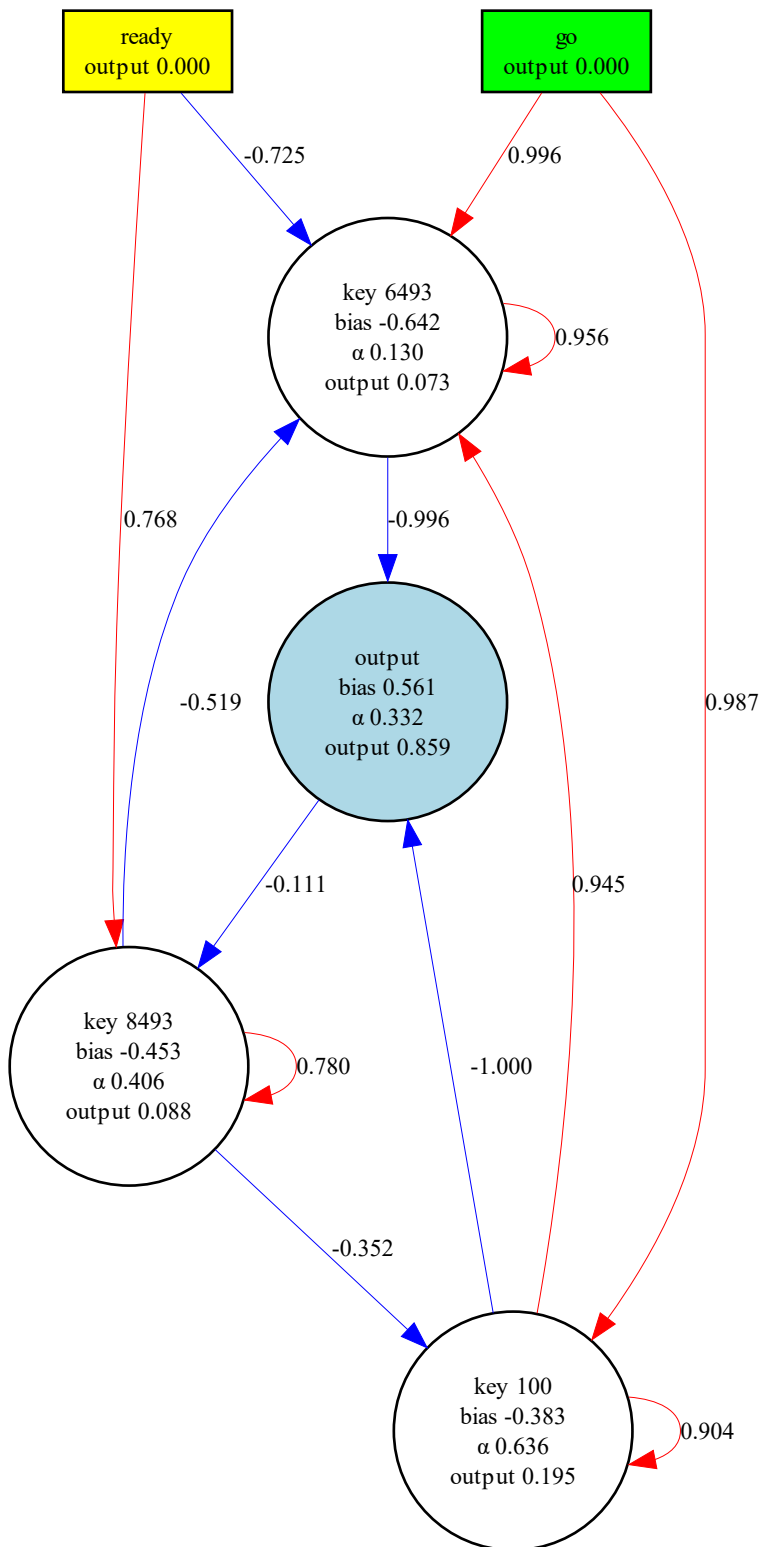 ready
output 0.000
go
output 0.000
-0.725
0.996
key 6493
bias -0.642
α 0.130
output 0.073
0.956
0.768
-0.996
-0.519
output
bias 0.561
α 0.332
output 0.859
0.987
-0.111
0.945
key 8493
bias -0.453
α 0.406
output 0.088
0.780
-1.000
-0.352
key 100
bias -0.383
α 0.636
output 0.195
0.904